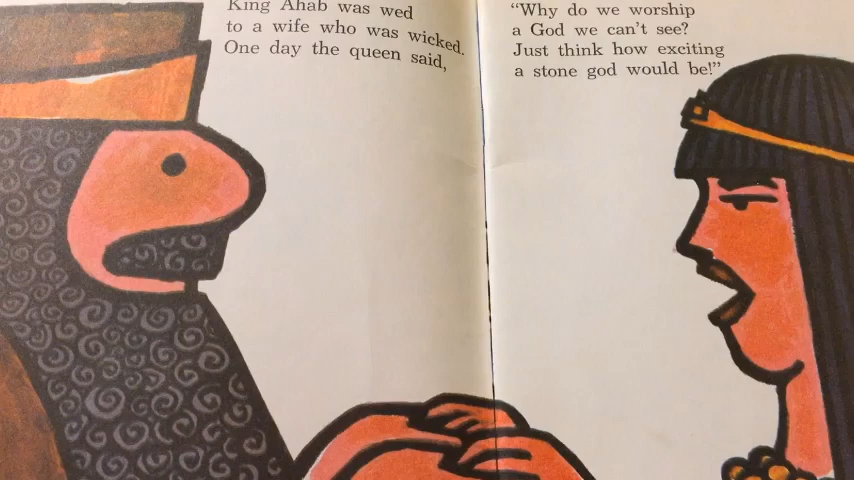 King Ahab was wed
to a wife who was wicked.
One day the queen said,
“Why do we worship
a God we can’t see?
Just think how exciting
a stone god would be!”